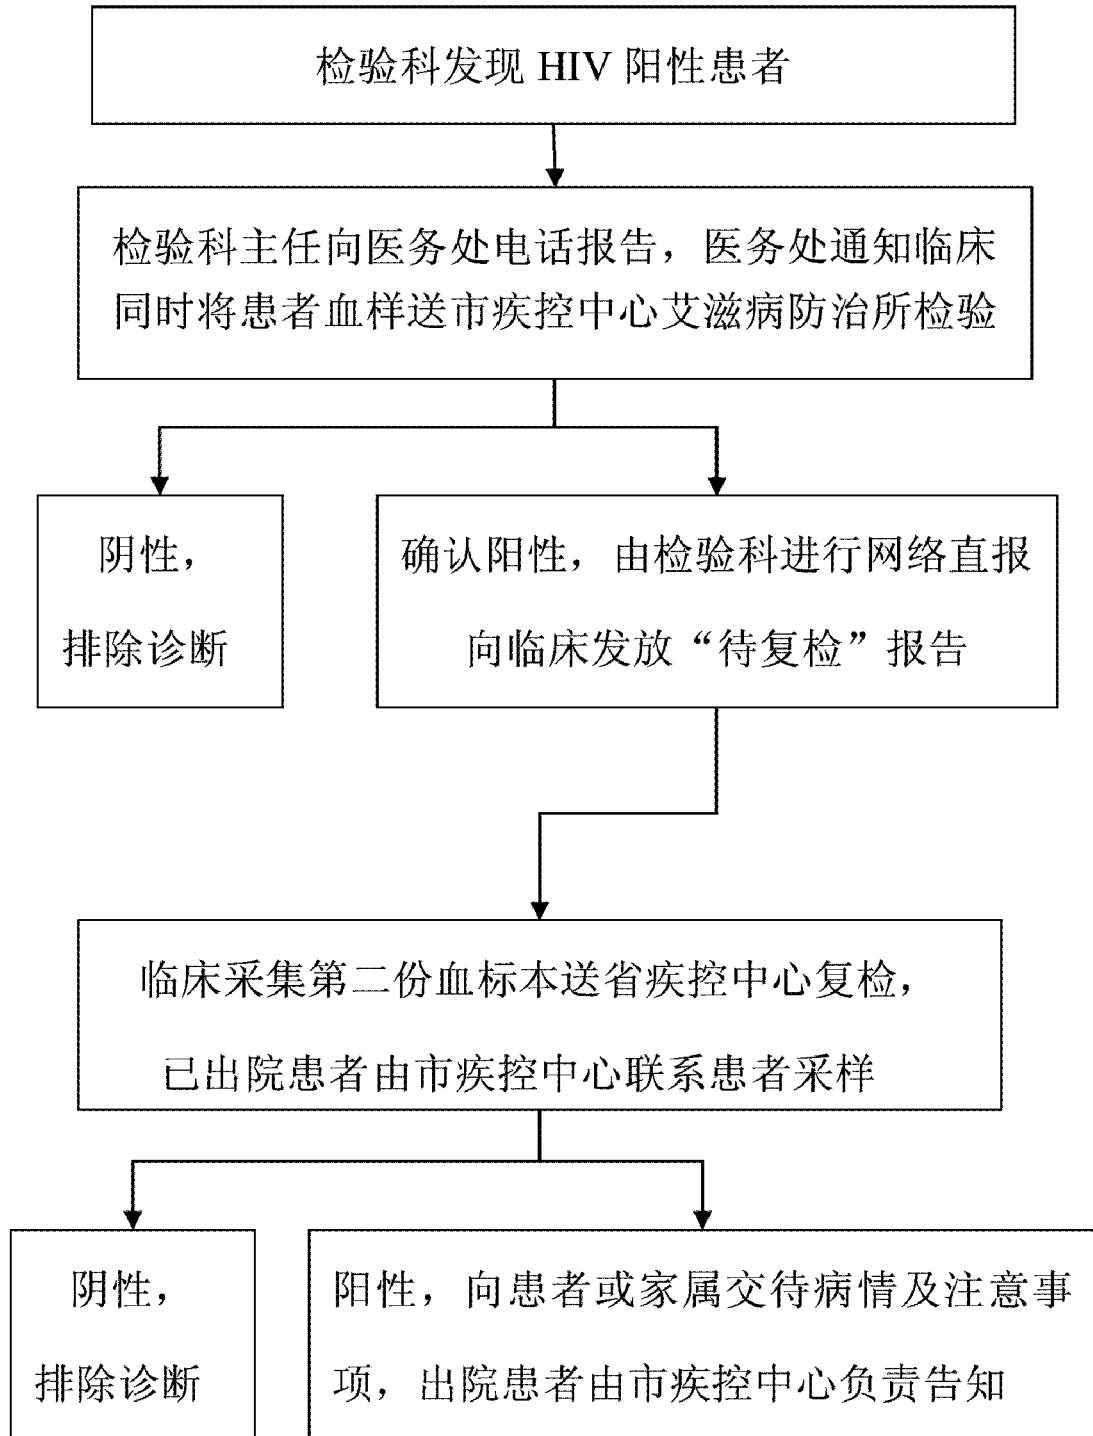 检验科发现 HIV 阳性患者
检验科主任向医务处电话报告，医务处通知临床
同时将患者血样送市疾控中心艾滋病防治所检验
阴性，
排除诊断
确认阳性，由检验科进行网络直报
向临床发放“待复检”报告
临床采集第二份血标本送省疾控中心复检，
已出院患者由市疾控中心联系患者采样
阴性，
排除诊断
阳性，向患者或家属交待病情及注意事
项，出院患者由市疾控中心负责告知